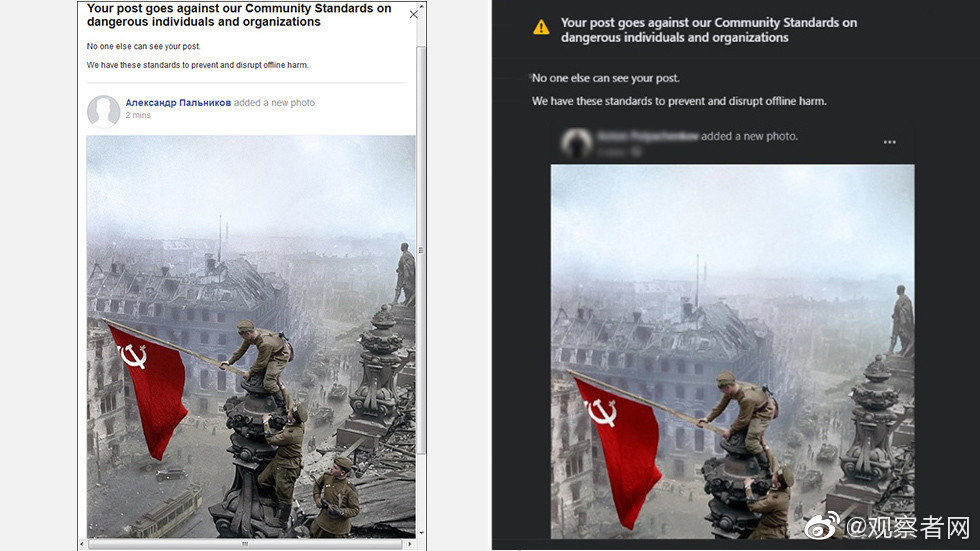 Your post goes against our Community Standards on
dangerous individuals and organizations
No one else can see your post.
We have these standards to prevent and disrupt offline harm.
Александр Пальников added a new photo.
2 mins
Your post goes against our Community Standards on
dangerous individuals and organizations
No one else can see your post.
We have these standards to prevent and disrupt offline harm.
added a new photo.
@观察者网